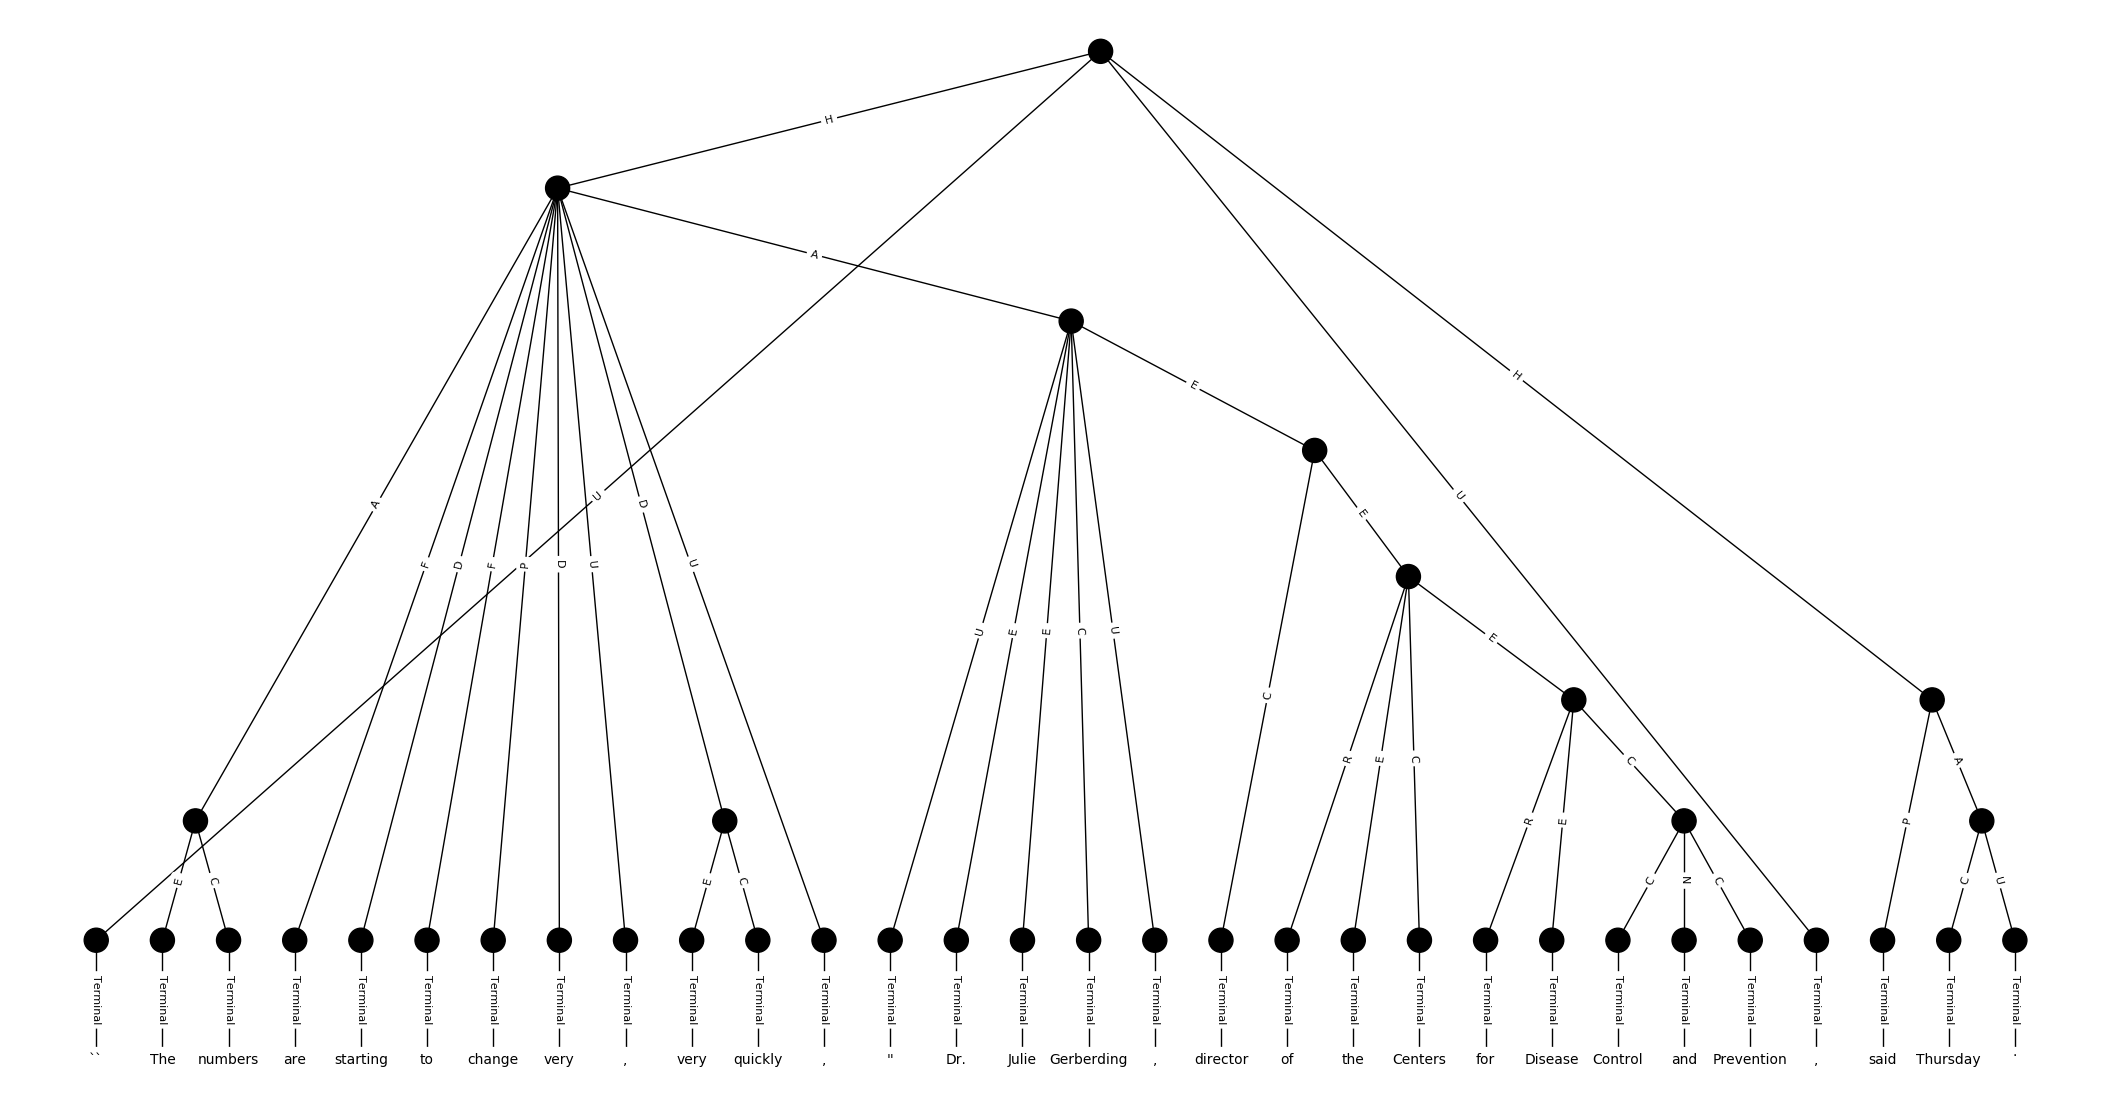 H
A
E
H
E
A
U
U
D
E
F
D
F
P
D
U
U
U
E
E
C
U
C
R
E
C
C
A
R
E
P
E
C
E
C
C
N
C
C
U
Terminal Terminal Terminal Terminal Terminal Terminal Terminal Terminal Terminal Terminal Terminal Terminal Terminal Terminal Terminal Terminal Terminal Terminal Terminal Terminal Terminal Terminal Terminal Terminal Terminal Terminal Terminal Terminal Terminal Terminal
`` The numbers are starting to change very , very quickly , " Dr. Julie Gerberding , director of the Centers for Disease Control and Prevention , said Thursday .